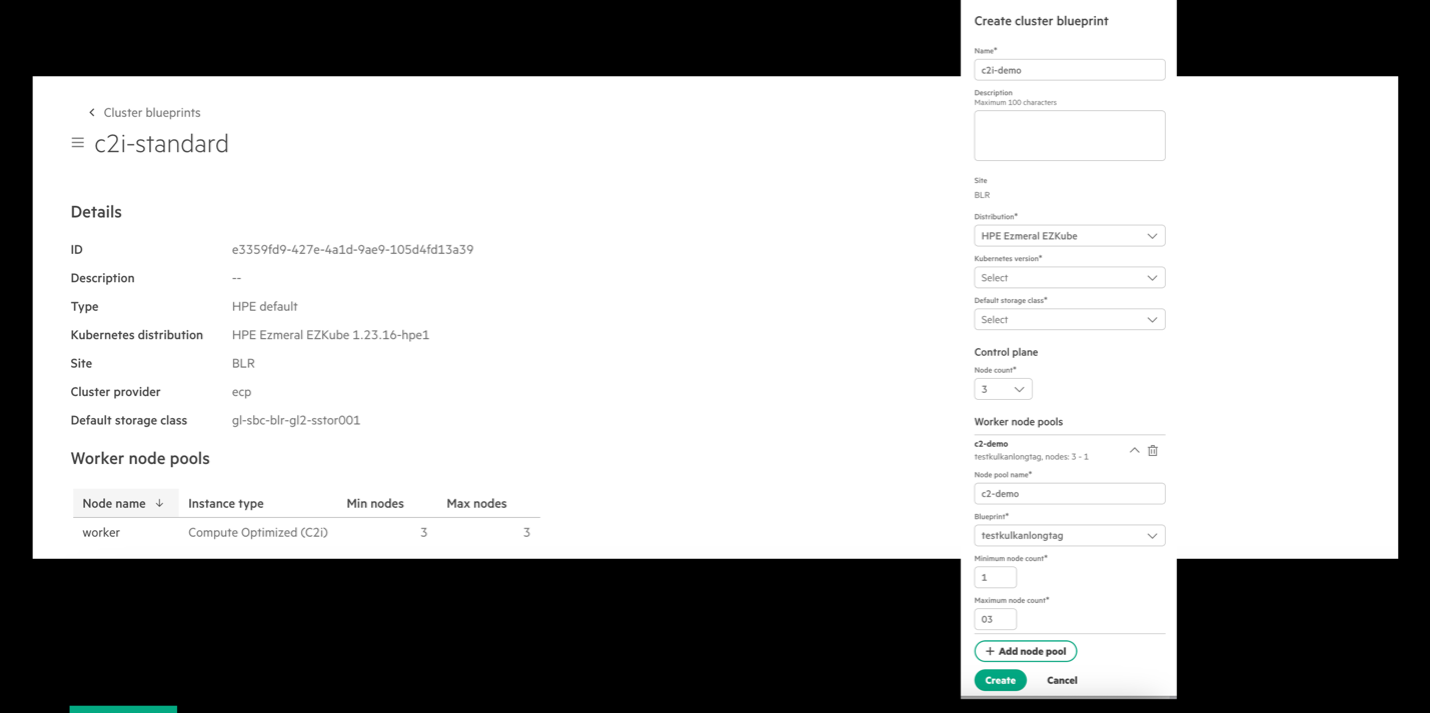 Cluster blueprints
c2i-standard
Details
ID e3359fd9-427e-4a1d-9ae9-105d4fd13a39
Description --
Type HPE default
Kubernetes distribution HPE Ezmeral EZKube 1.23.16-hpe1
Site BLR
Cluster provider ecp
Default storage class gl-sbc-blr-gl2-sstor001
Worker node pools
Node name Instance type Min nodes Max nodes
worker Compute Optimized (C2i) 3 3
Create cluster blueprint
Name*
c2i-demo
Description
Maximum 100 characters
Site
BLR
Distribution*
HPE Ezmeral EZKube
Kubernetes version*
Select
Default storage class*
Select
Control plane
Node count*
3
Worker node pools
c2-demo
testkulkanlongtag, nodes: 3 - 1
Node pool name*
c2-demo
Blueprint*
testkulkanlongtag
Minimum node count*
1
Maximum node count*
03
+ Add node pool
Create Cancel